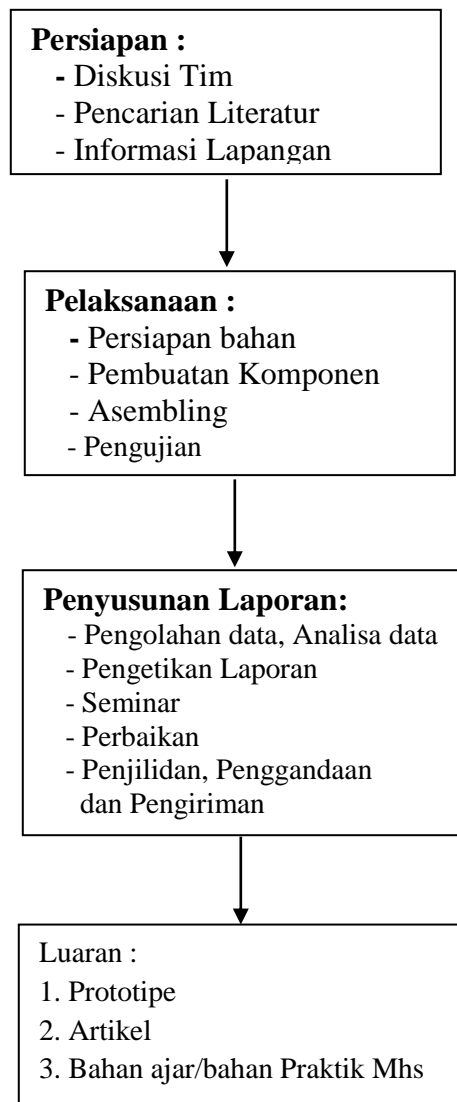 Persiapan :
- Diskusi Tim
- Pencarian Literatur
- Informasi Lapangan
Pelaksanaan :
- Persiapan bahan
- Pembuatan Komponen
- Asembling
- Pengujian
Penyusunan Laporan:
- Pengolahan data, Analisa data
- Pengetikan Laporan
- Seminar
- Perbaikan
- Penjilidan, Penggandaan
dan Pengiriman
Luaran :
1. Prototipe
2. Artikel
3. Bahan ajar/bahan Praktik Mhs